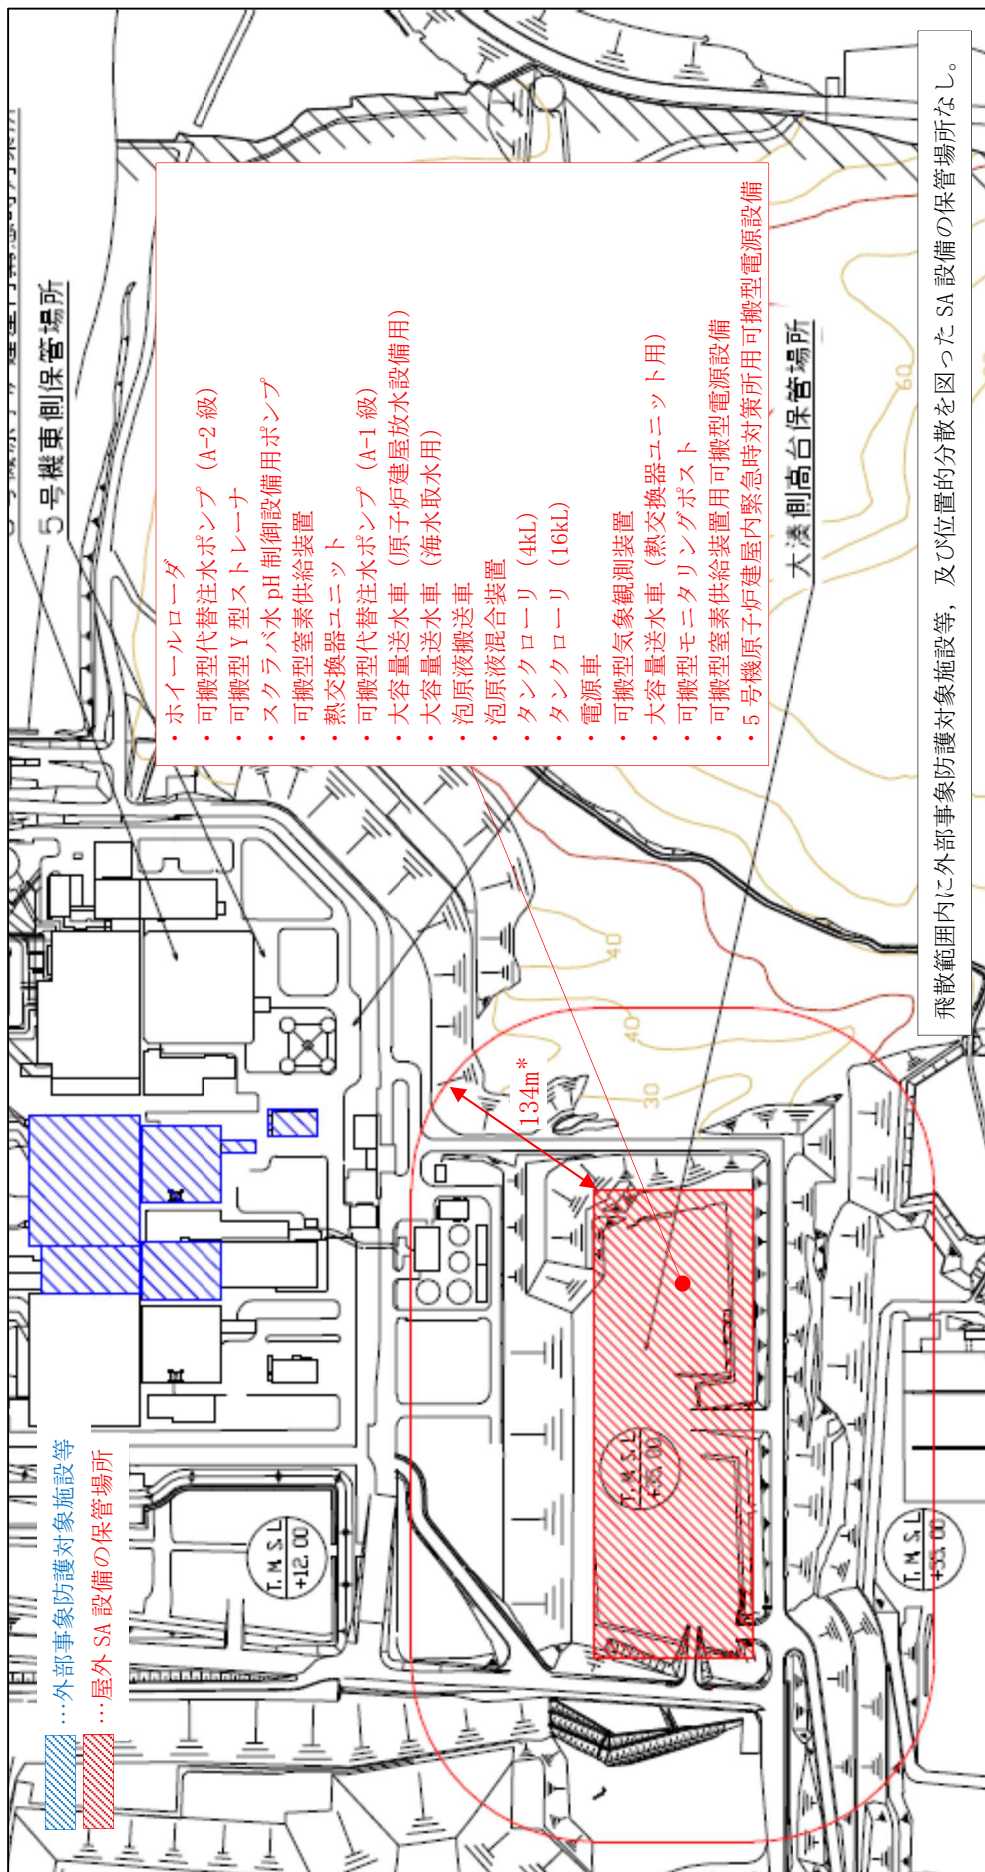 …外部事象防護対象施設等
…屋外 SA 設備の保管場所
5号機東側保管場所
・ホイールローダ
・可搬型代替注水ポンプ（A-2 級）
・可搬型 Y 型ストレーナ
・スクラバ水 pH 制御設備用ポンプ
・可搬型窒素供給装置
・熱交換器ユニット
・可搬型代替注水ポンプ（A-1 級）
・大容量送水車（原子炉建屋放水設備用）
・大容量送水車（海水取水用）
・泡原液搬送車
・泡原液混合装置
・タンクローリ（4kL）
・タンクローリ（16kL）
・電源車
・可搬型気象観測装置
・大容量送水車（熱交換器ユニット用）
・可搬型モニタリングポスト
・可搬型窒素供給装置用可搬型電源設備
・5 号機原子炉建屋内緊急時対策所用可搬型電源設備
大湊側高台保管場所
134m*
T.M.S.L
+12.00
T.M.S.L
+35.00
T.M.S.L
+33.00
40
40
30
60
飛散範囲内に外部事象防護対象施設等，及び位置的分散を図った SA 設備の保管場所なし。